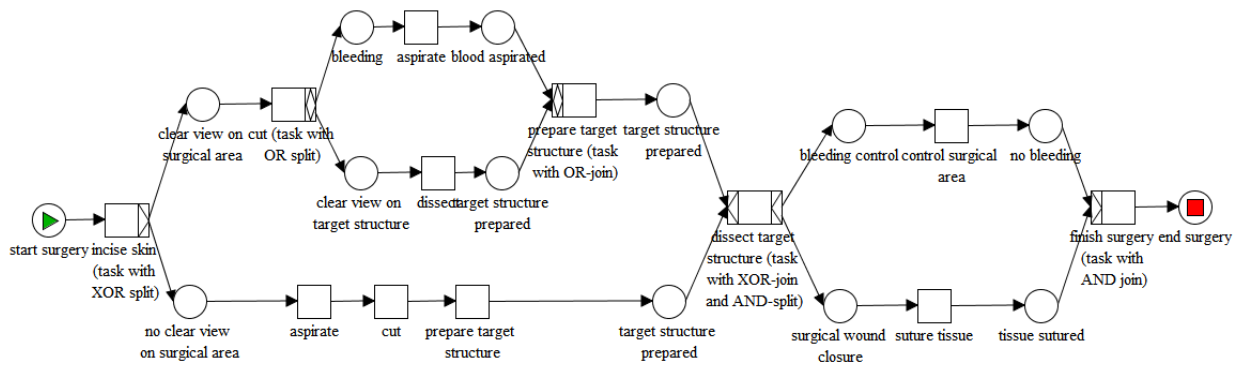 bleeding
aspirate
blood aspirated
clear view on
surgical area
cut (task with
OR split)
prepare target
structure (task
with OR-join)
target structure
prepared
bleeding control
control surgical
area
no bleeding
clear view on
target structure
dissect
target structure
prepared
start surgery
incise skin
(task with
XOR split)
dissect target
structure (task
with XOR-join
and AND-split)
finish surgery
(task with
AND join)
end surgery
no clear view
on surgical area
aspirate
cut
prepare target
structure
target structure
prepared
surgical wound
closure
suture tissue
tissue sutured